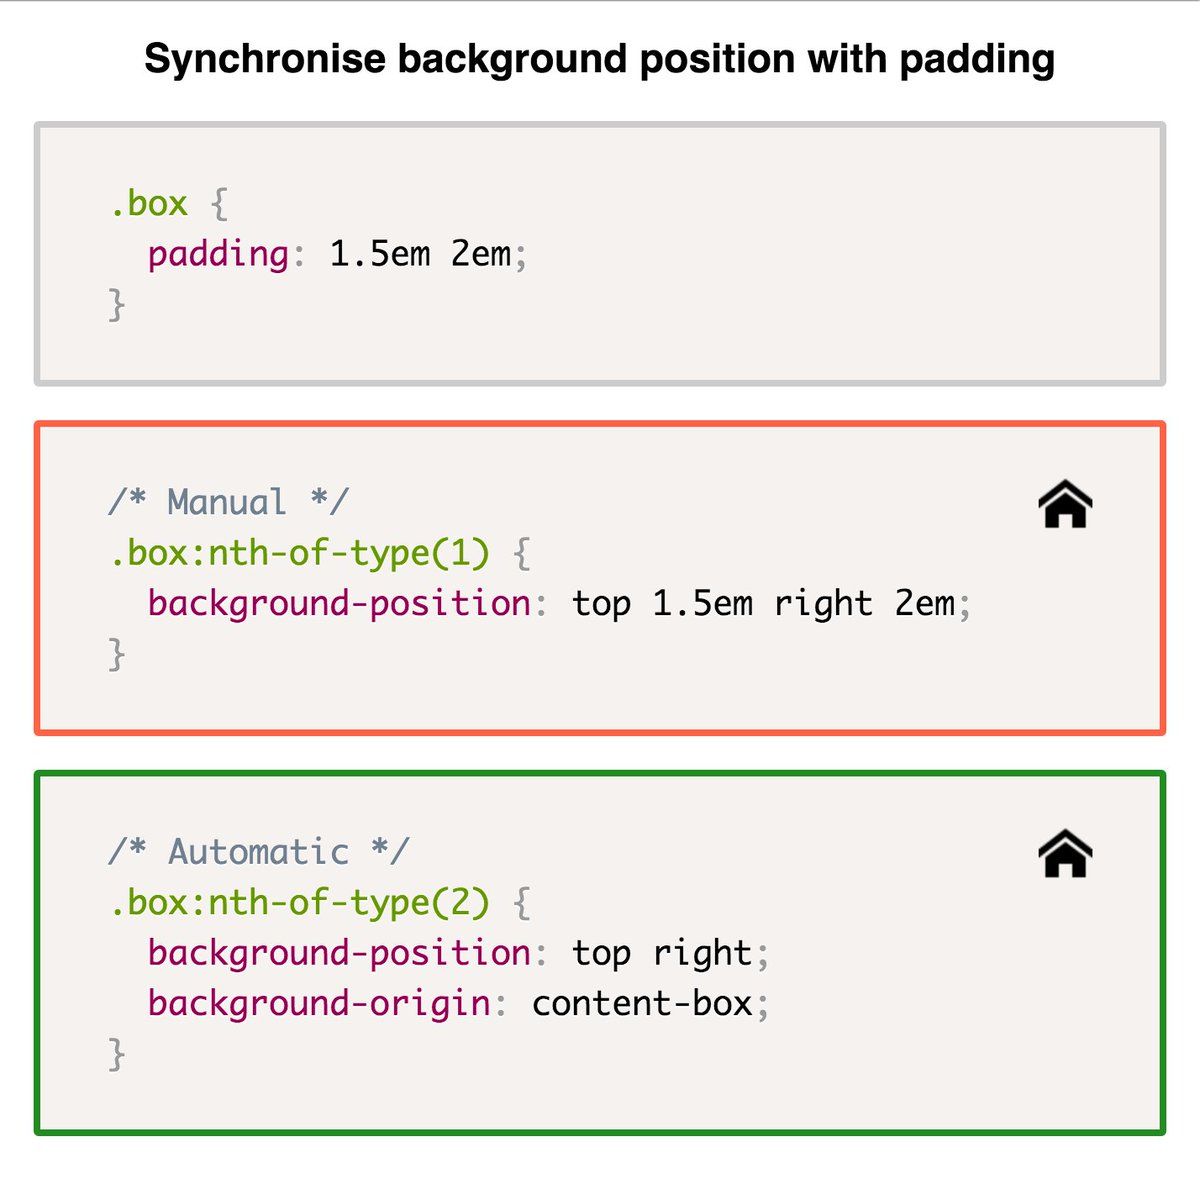 Synchronise background position with padding
.box {
  padding: 1.5em 2em;
}
/* Manual */
.box:nth-of-type(1) {
  background-position: top 1.5em right 2em;
}
/* Automatic */
.box:nth-of-type(2) {
  background-position: top right;
  background-origin: content-box;
}